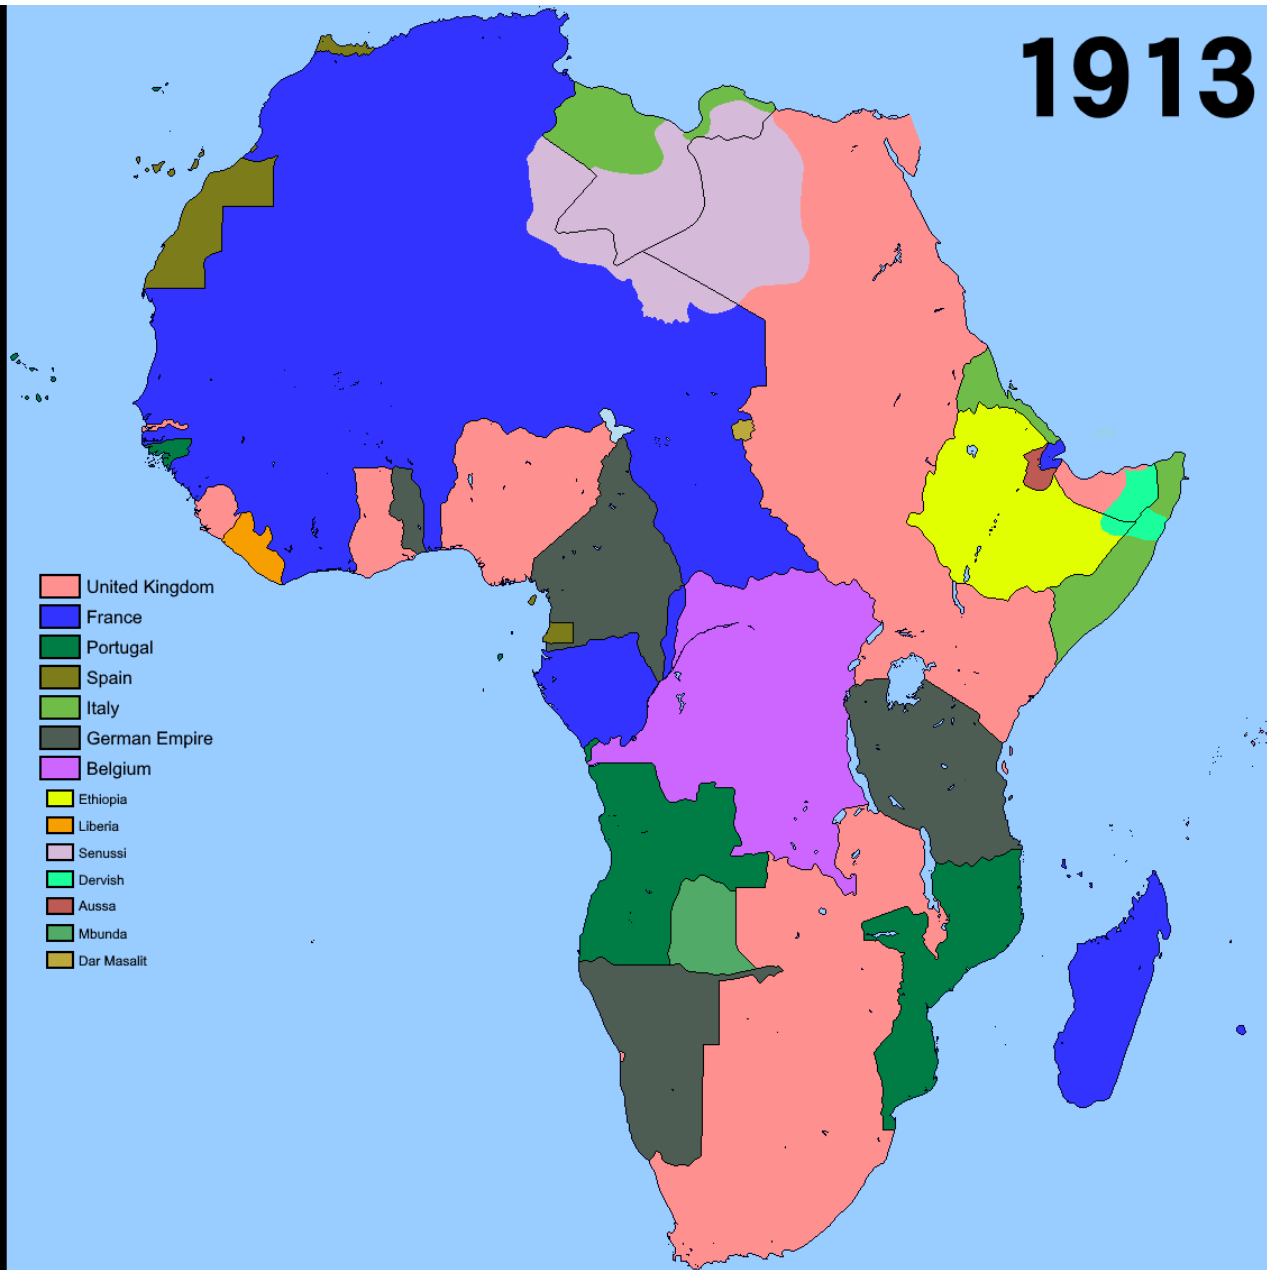 1913
United Kingdom
France
Portugal
Spain
Italy
German Empire
Belgium
Ethiopia
Liberia
Senussi
Dervish
Aussa
Mbunda
Dar Masalit